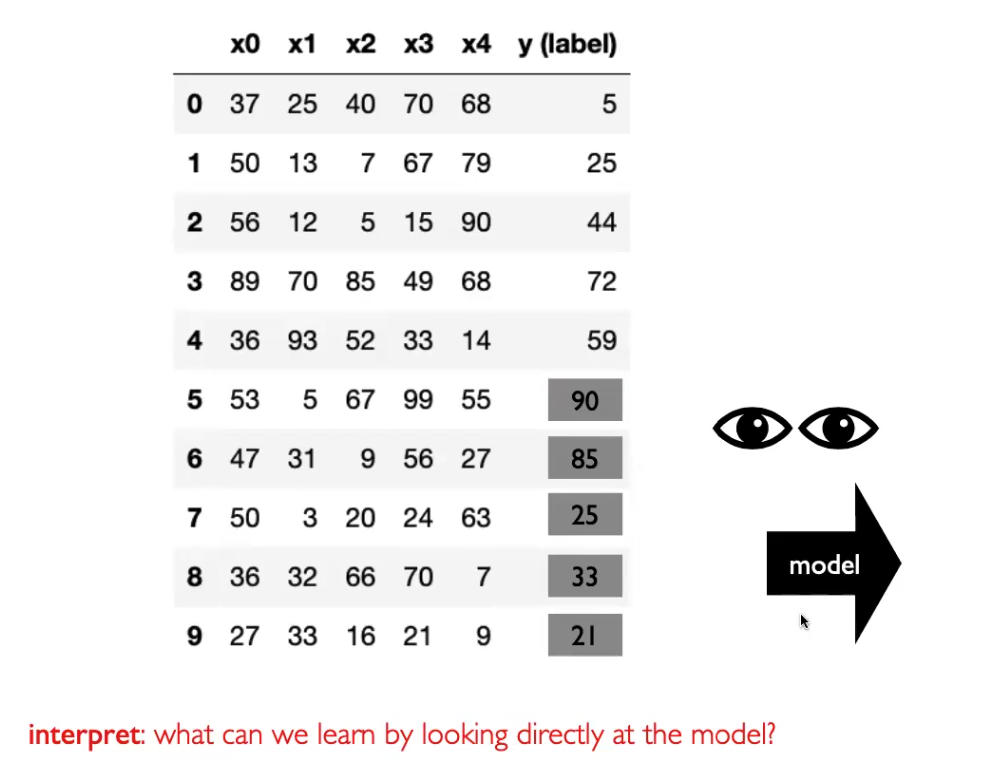 x0 x1 x2 x3 x4 y (label)
0 37 25 40 70 68 5
1 50 13 7 67 79 25
2 56 12 5 15 90 44
3 89 70 85 49 68 72
4 36 93 52 33 14 59
5 53 5 67 99 55 90
6 47 31 9 56 27 85
7 50 3 20 24 63 25
8 36 32 66 70 7 33
9 27 33 16 21 9 21
model
interpret: what can we learn by looking directly at the model?